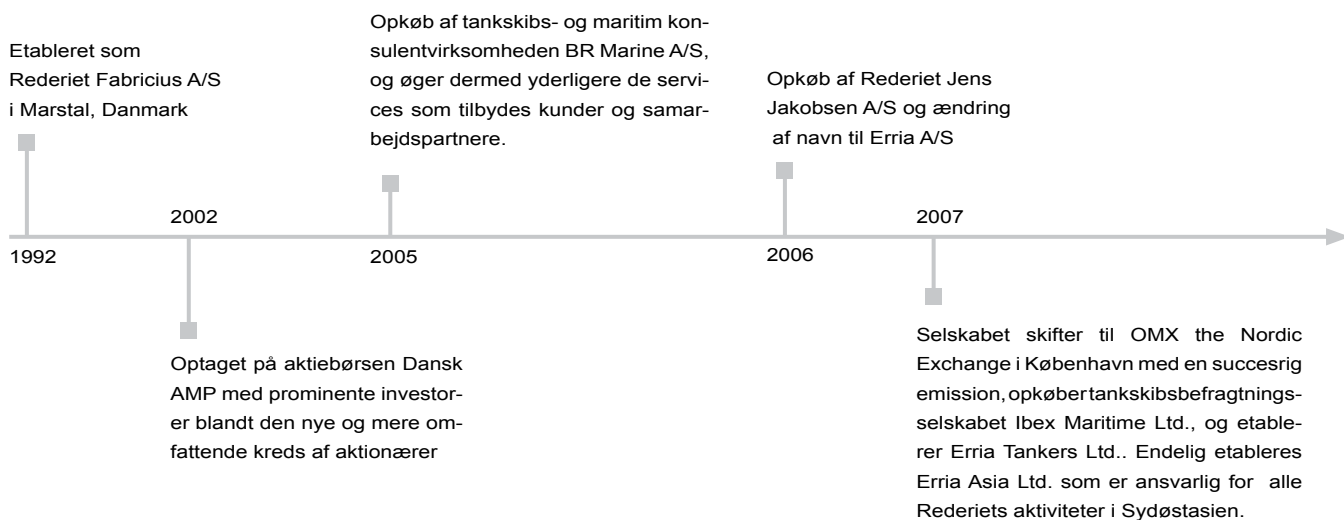 Etableret som
Rederiet Fabricius A/S
i Marstal, Danmark
1992
2002
Optaget på aktiebørsen Dansk
AMP med prominente investor-
er blandt den nye og mere om-
fattende kreds af aktionærer
Opkøb af tankskibs- og maritim kon-
sulentvirksomheden BR Marine A/S,
og øger dermed yderligere de servi-
ces som tilbydes kunder og samar-
bejdspartnere.
2005
Opkøb af Rederiet Jens
Jakobsen A/S og ændring
af navn til Erria A/S
2006
2007
Selskabet skifter til OMX the Nordic
Exchange i København med en succesrig
emission, opkøber tankskibsbefragtnings-
selskabet Ibex Maritime Ltd., og etable-
rer Erria Tankers Ltd.. Endelig etableres
Erria Asia Ltd. som er ansvarlig for alle
Rederiets aktiviteter i Sydøstasien.